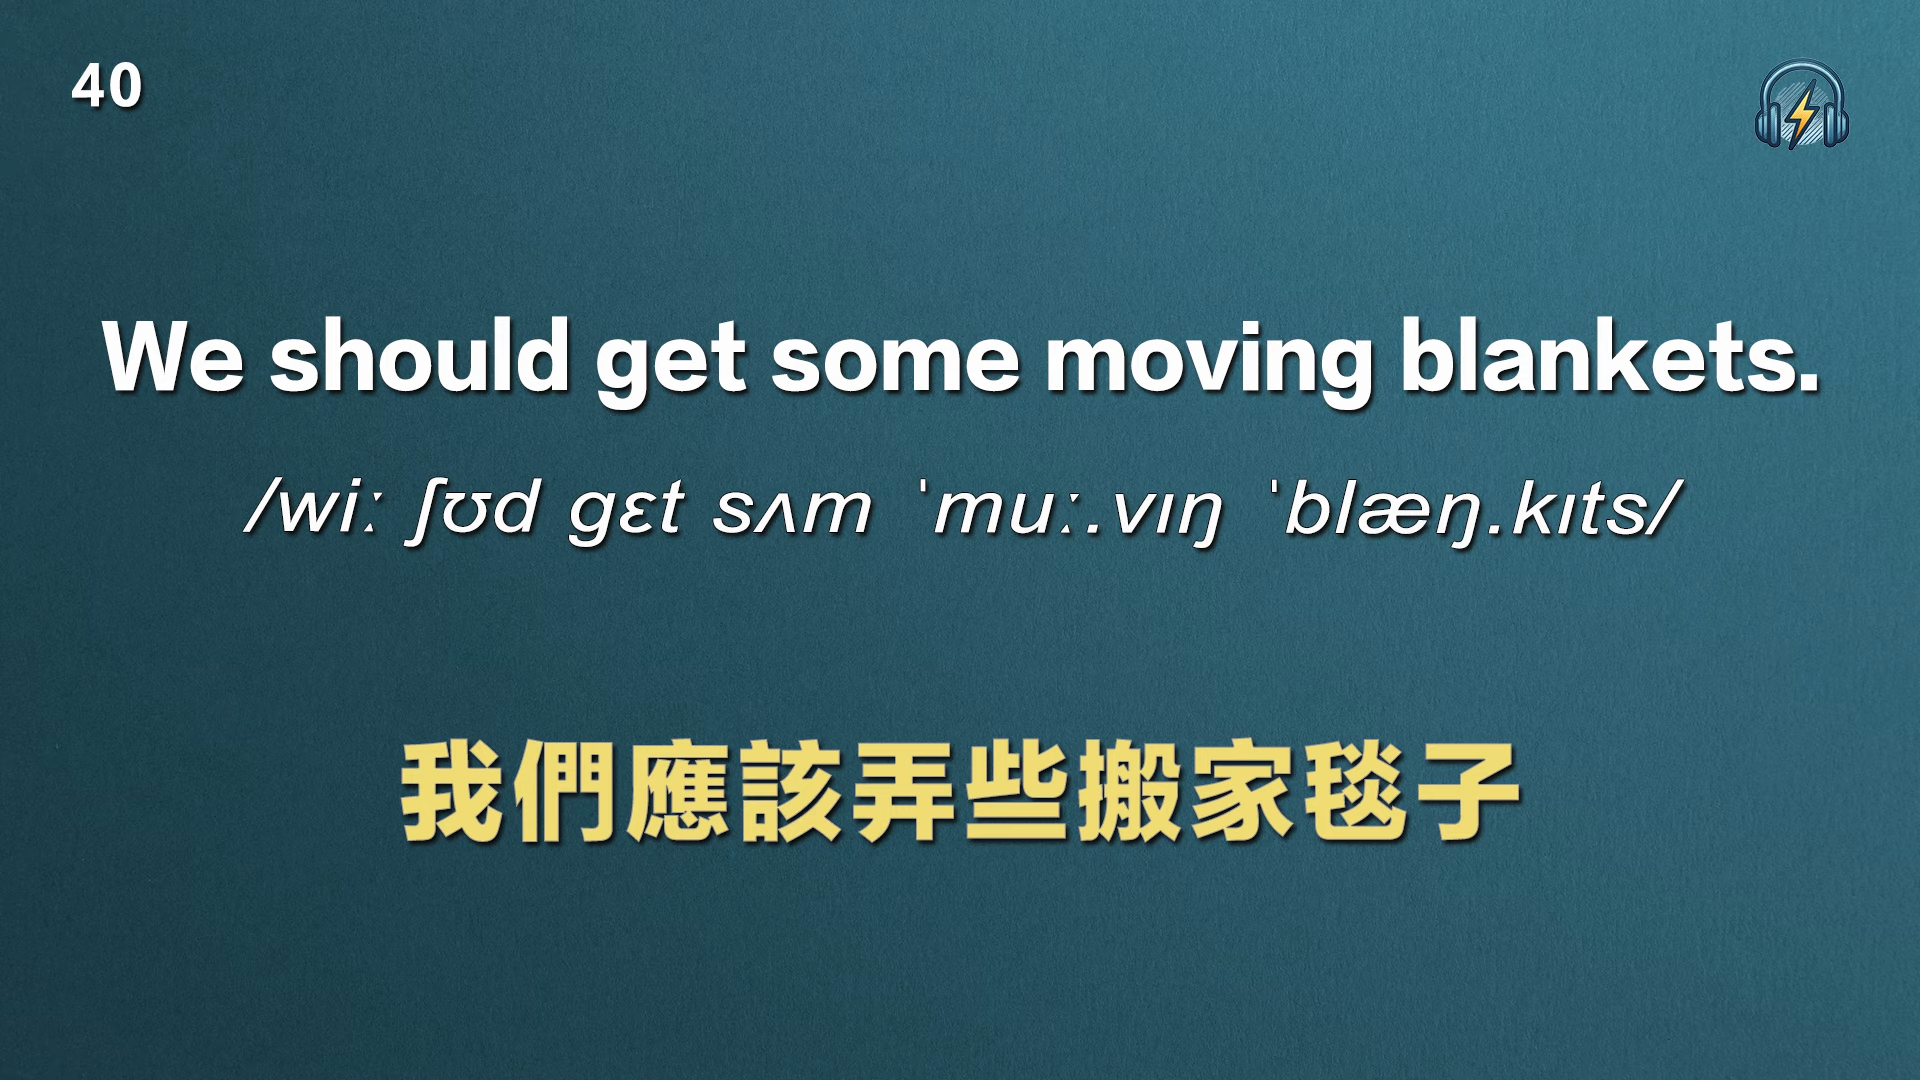 40
We should get some moving blankets.
/wiː ʃʊd gɛt sʌm ˈmuː.vɪŋ ˈblæŋ.kɪts/
我們應該弄些搬家毯子